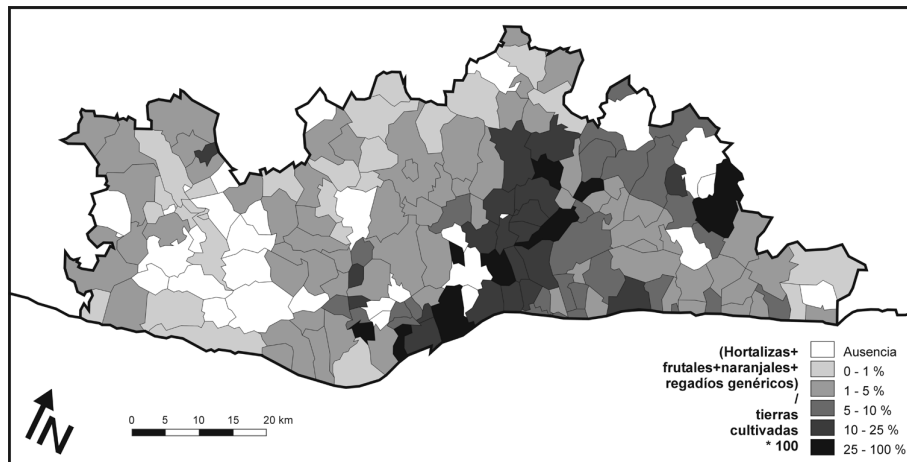 (Hortalizas+
frutales+naranjales+
regadíos genéricos)
/
tierras
cultivadas
* 100
Ausencia
0 - 1 %
1 - 5 %
5 - 10 %
10 - 25 %
25 - 100 %
N
0 5 10 15 20 km